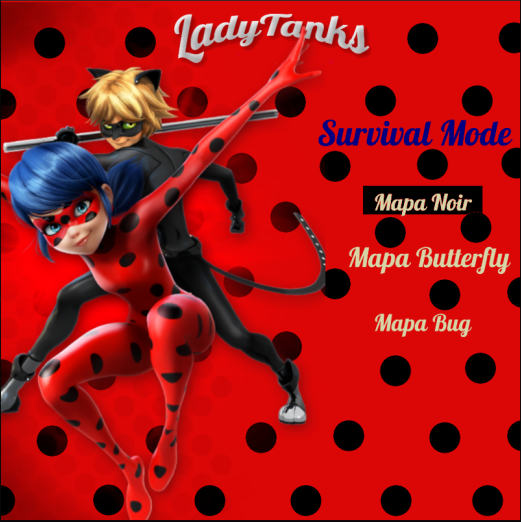 LadyTanks
Survival Mode
Mapa Noir
Mapa Butterfly
Mapa Bug